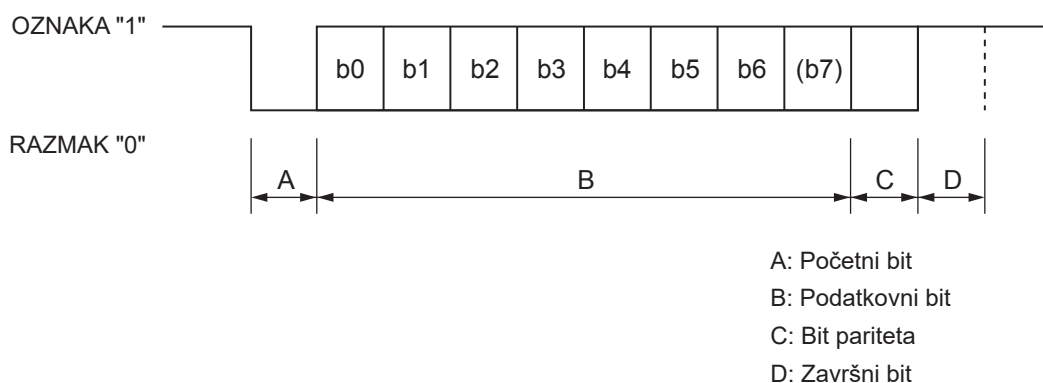 OZNAKA "1"
b0 b1 b2 b3 b4 b5 b6 (b7)
RAZMAK "0"
A B C D
A: Početni bit
B: Podatkovni bit
C: Bit pariteta
D: Završni bit